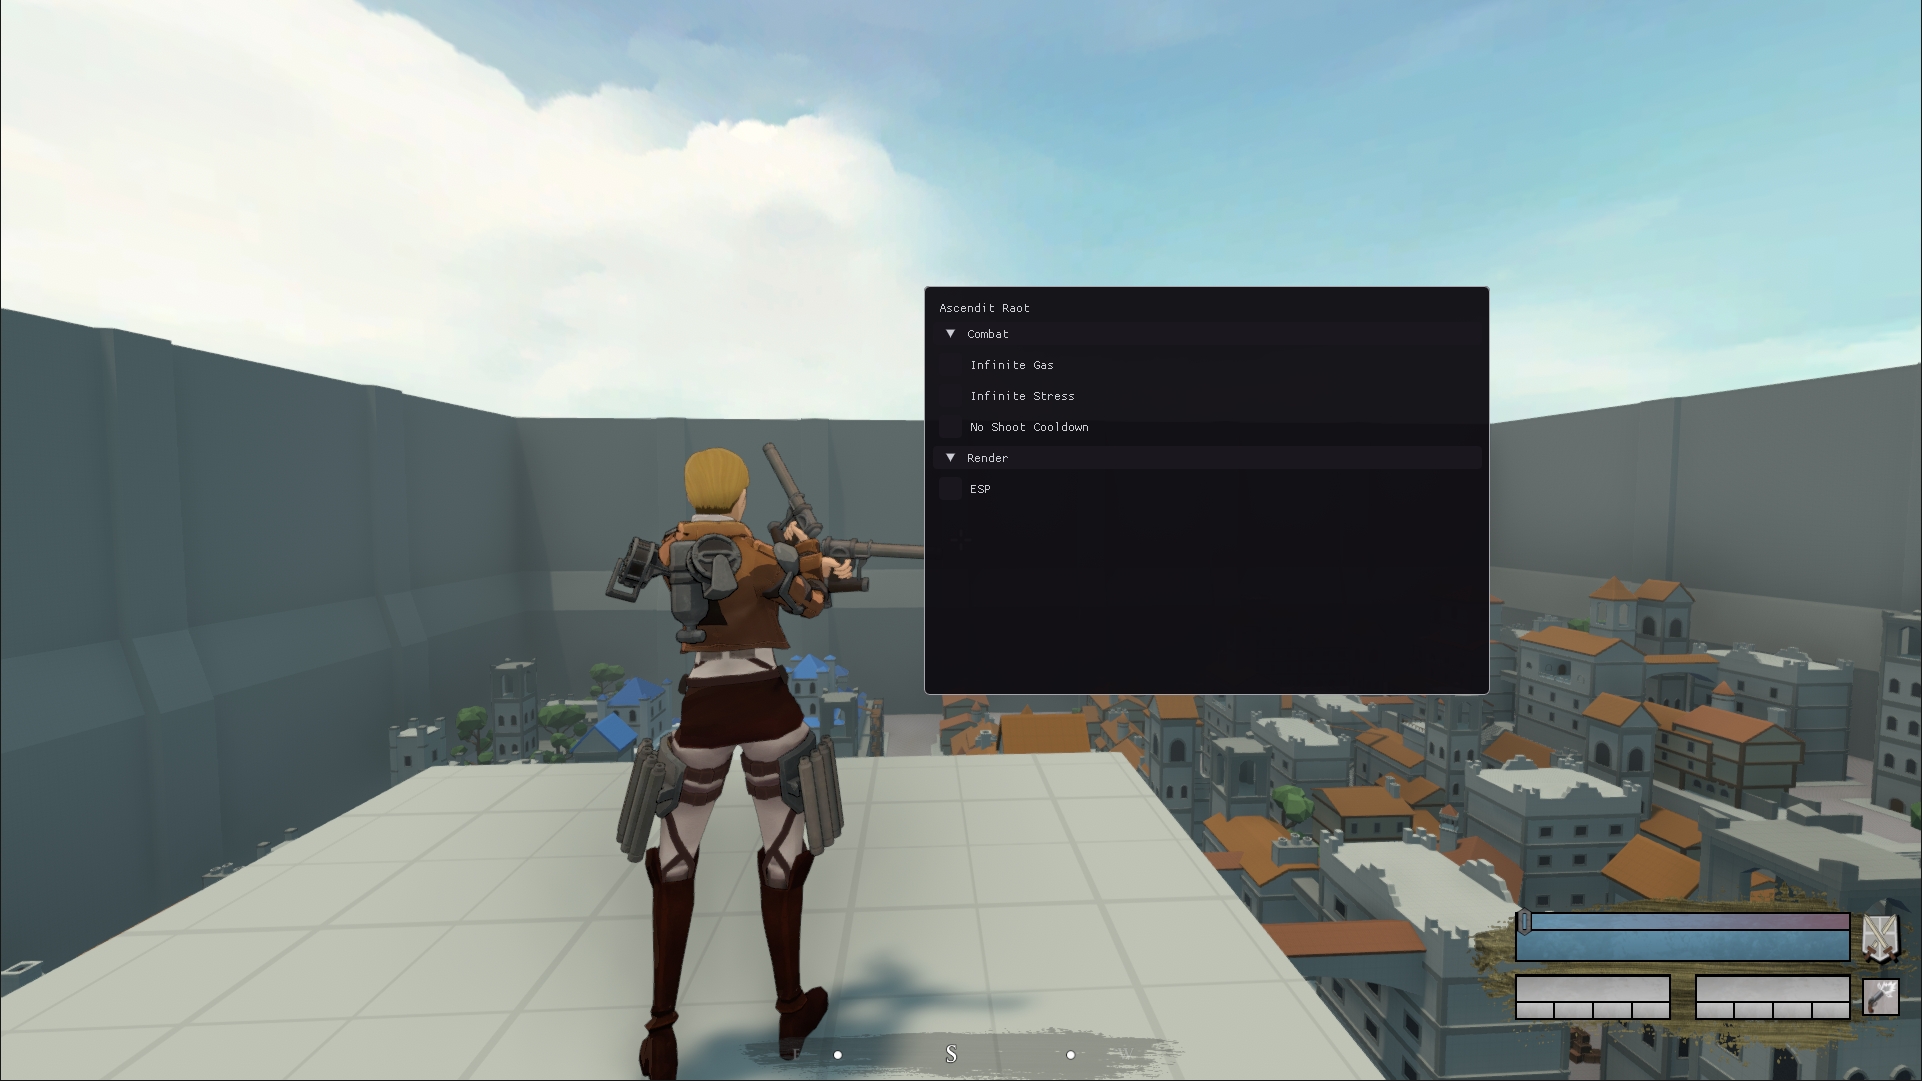 Ascendit Raot
Combat
Infinite Gas
Infinite Stress
No Shoot Cooldown
Render
ESP
E S W